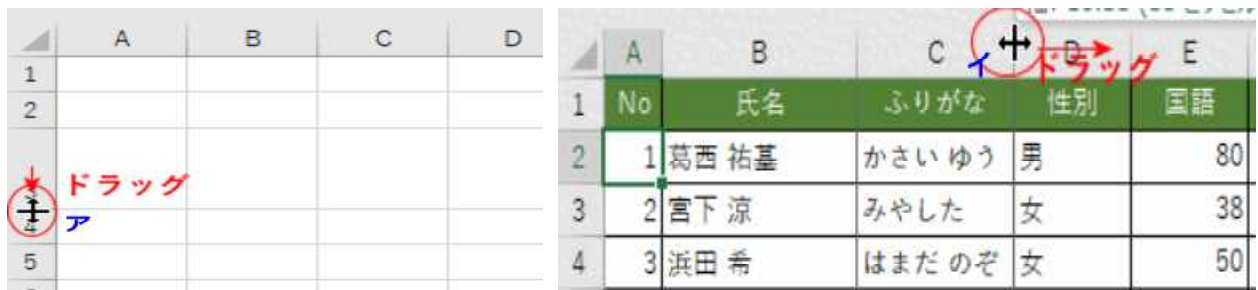 A B C D
1
2
ドラッグ
ア
4
5
A B C D E
イ ドラッグ
1 No 氏名 ふりがな 性別 国語
2 1 葛西 祐基 かさい ゆう 男 80
3 2 宮下 涼 みやした 女 38
4 3 浜田 希 はまだ のぞ 女 50